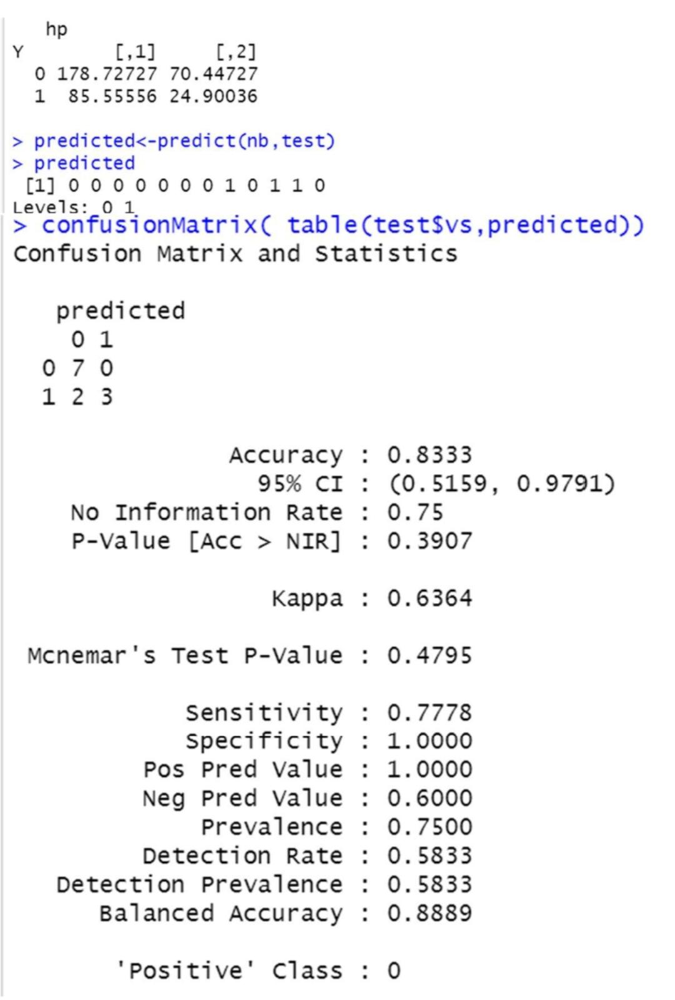 hp
Y [,1] [,2]
0 178.72727 70.44727
1 85.55556 24.90036
> predicted<-predict(nb,test)
> predicted
[1] 0 0 0 0 0 0 0 1 0 1 1 0
Levels: 0 1
> confusionMatrix( table(test$vs,predicted))
Confusion Matrix and Statistics
predicted
0 1
0 7 0
1 2 3
Accuracy : 0.8333
95% CI : (0.5159, 0.9791)
No Information Rate : 0.75
P-Value [Acc > NIR] : 0.3907
Kappa : 0.6364
Mcnemar's Test P-Value : 0.4795
Sensitivity : 0.7778
Specificity : 1.0000
Pos Pred Value : 1.0000
Neg Pred Value : 0.6000
Prevalence : 0.7500
Detection Rate : 0.5833
Detection Prevalence : 0.5833
Balanced Accuracy : 0.8889
'Positive' Class : 0